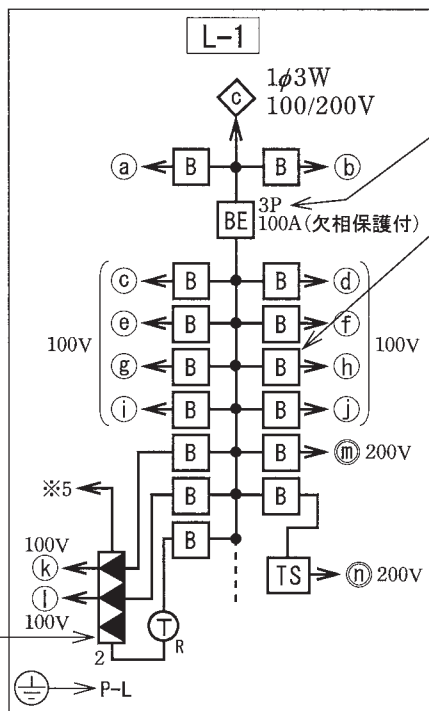 L-1
1φ3W
100/200V
c
a B B b
BE 3P
100A(欠相保護付)
c B B d
e B B f
100V g B B h 100V
i B B j
B B m 200V
※5 B B
100V
k B TS n 200V
l
100V T R
2
P-L